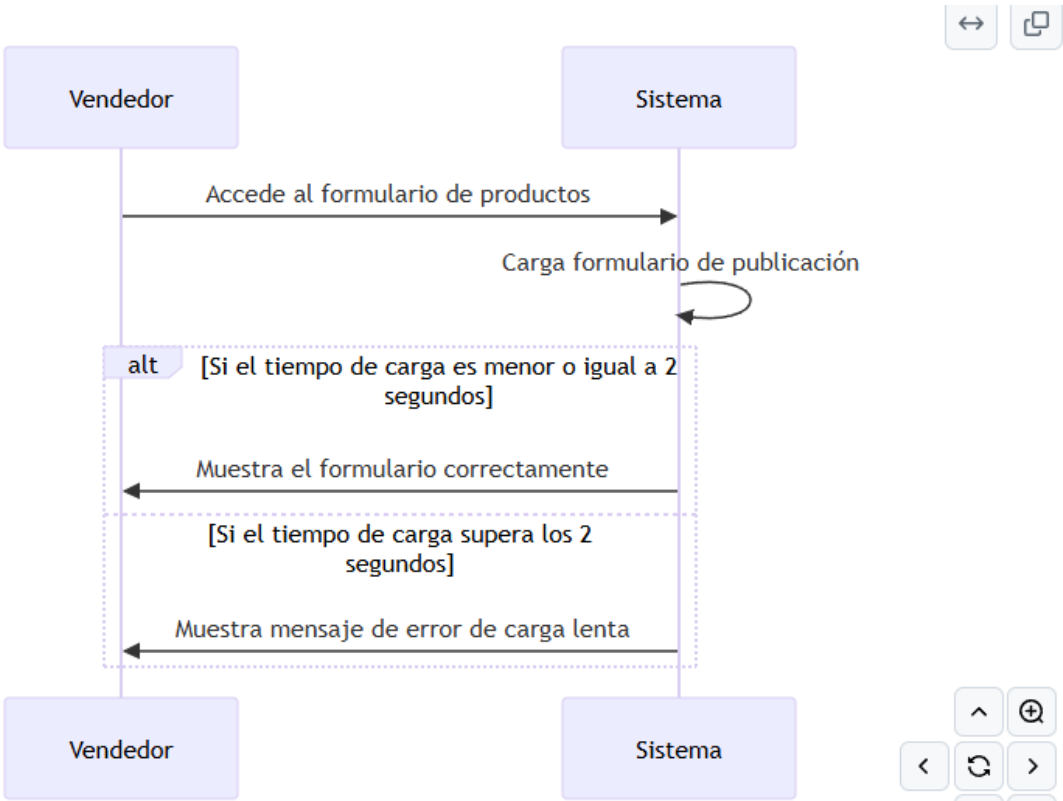 Vendedor
Sistema
Accede al formulario de productos
Carga formulario de publicación
alt
[Si el tiempo de carga es menor o igual a 2
segundos]
Muestra el formulario correctamente
[Si el tiempo de carga supera los 2
segundos]
Muestra mensaje de error de carga lenta
Vendedor
Sistema